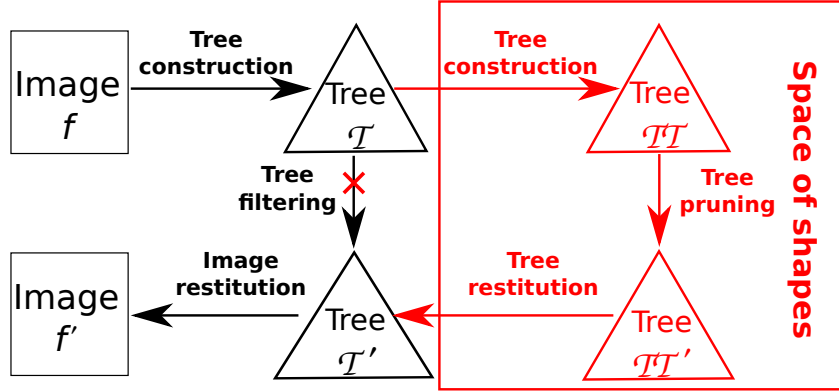 Tree
construction
Tree
construction
Image
f
Tree
𝒯
Tree
𝒯𝒯
Space of shapes
Tree
filtering
Tree
pruning
Image
restitution
Tree
restitution
Image
f'
Tree
𝒯'
Tree
𝒯𝒯'